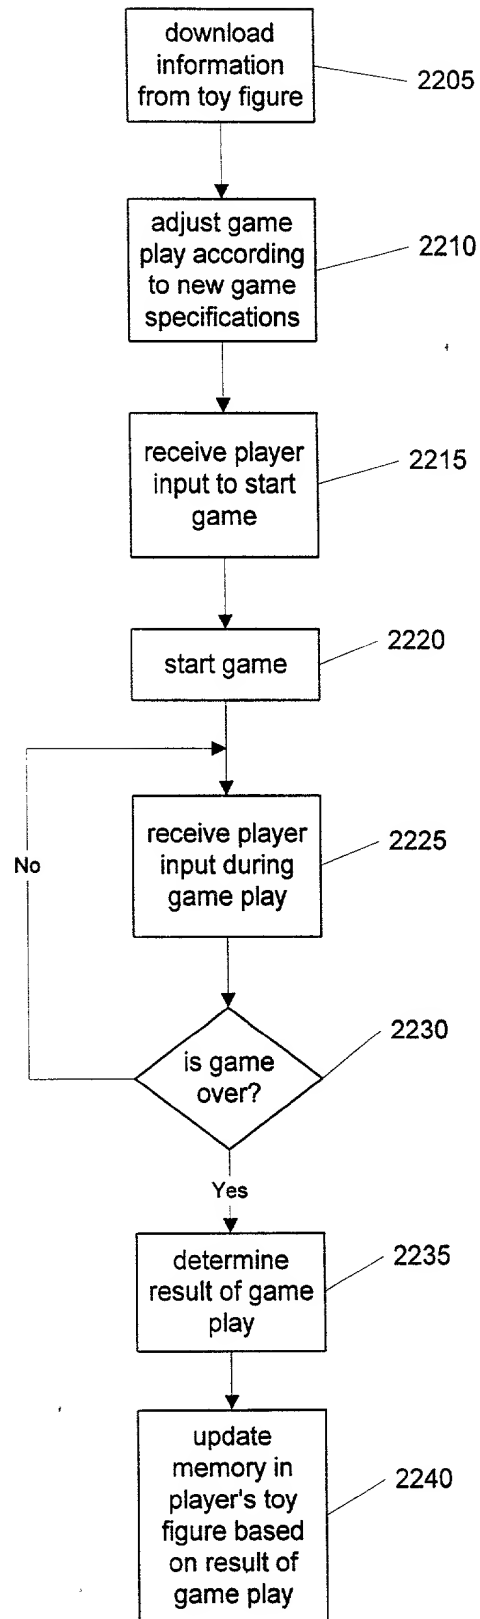 download
information
from toy figure
2205
adjust game
play according
to new game
specifications
2210
receive player
input to start
game
2215
start game
2220
receive player
input during
game play
2225
No
is game
over?
2230
Yes
determine
result of game
play
2235
update
memory in
player's toy
figure based
on result of
game play
2240